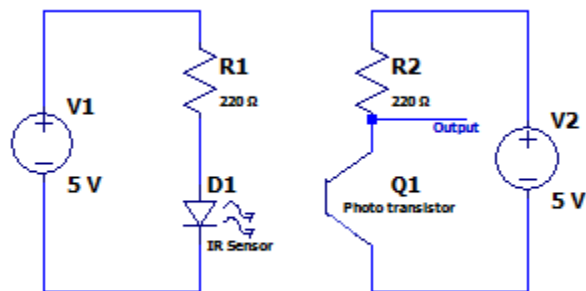 V1
5 V
R1
220 Ω
D1
IR Sensor
R2
220 Ω
Output
Q1
Photo transistor
V2
5 V